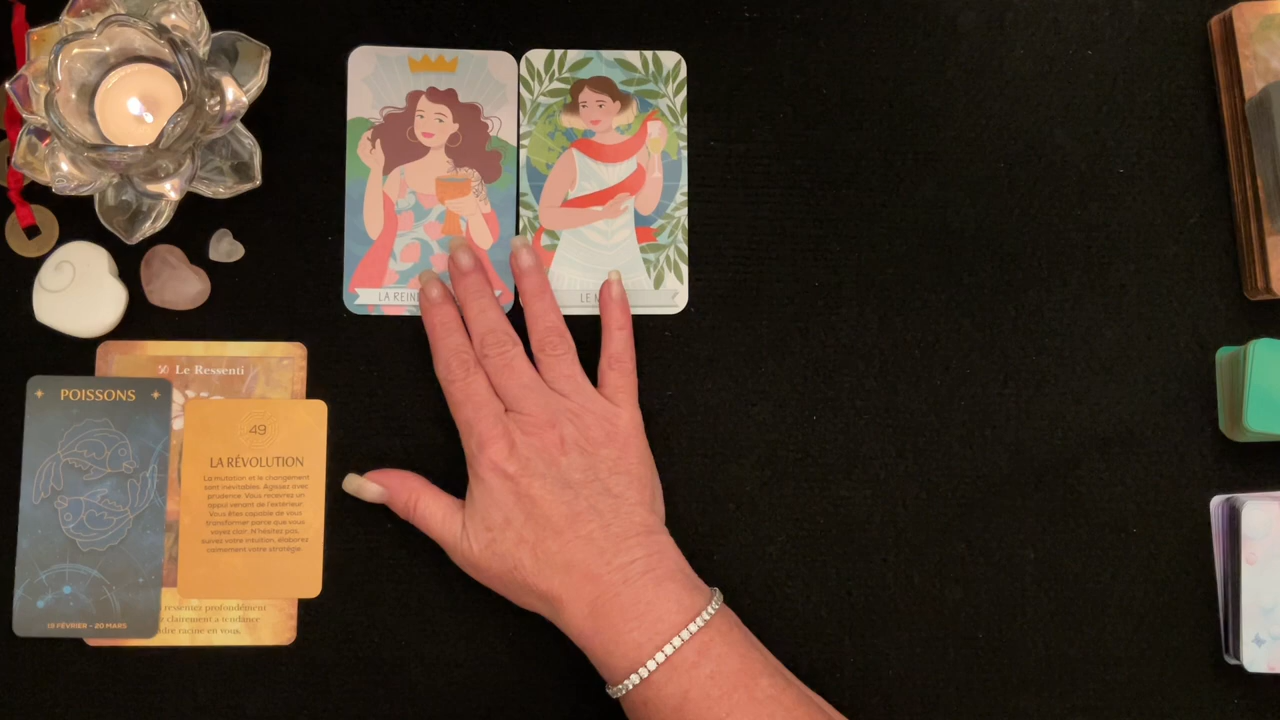 LA REINE
LE M
Le Ressenti
POISSONS
19 FÉVRIER - 20 MARS
49
LA RÉVOLUTION
La mutation et le changement
sont inévitables. Agissez avec
prudence. Vous recevrez un
appui venant de l'extérieur.
Vous êtes capable de vous
transformer parce que vous
voyez clair. N'hésitez pas,
suivez votre intuition, élaborez
calmement votre stratégie.
ressentez profondément
clairement a tendance
racine en vous.